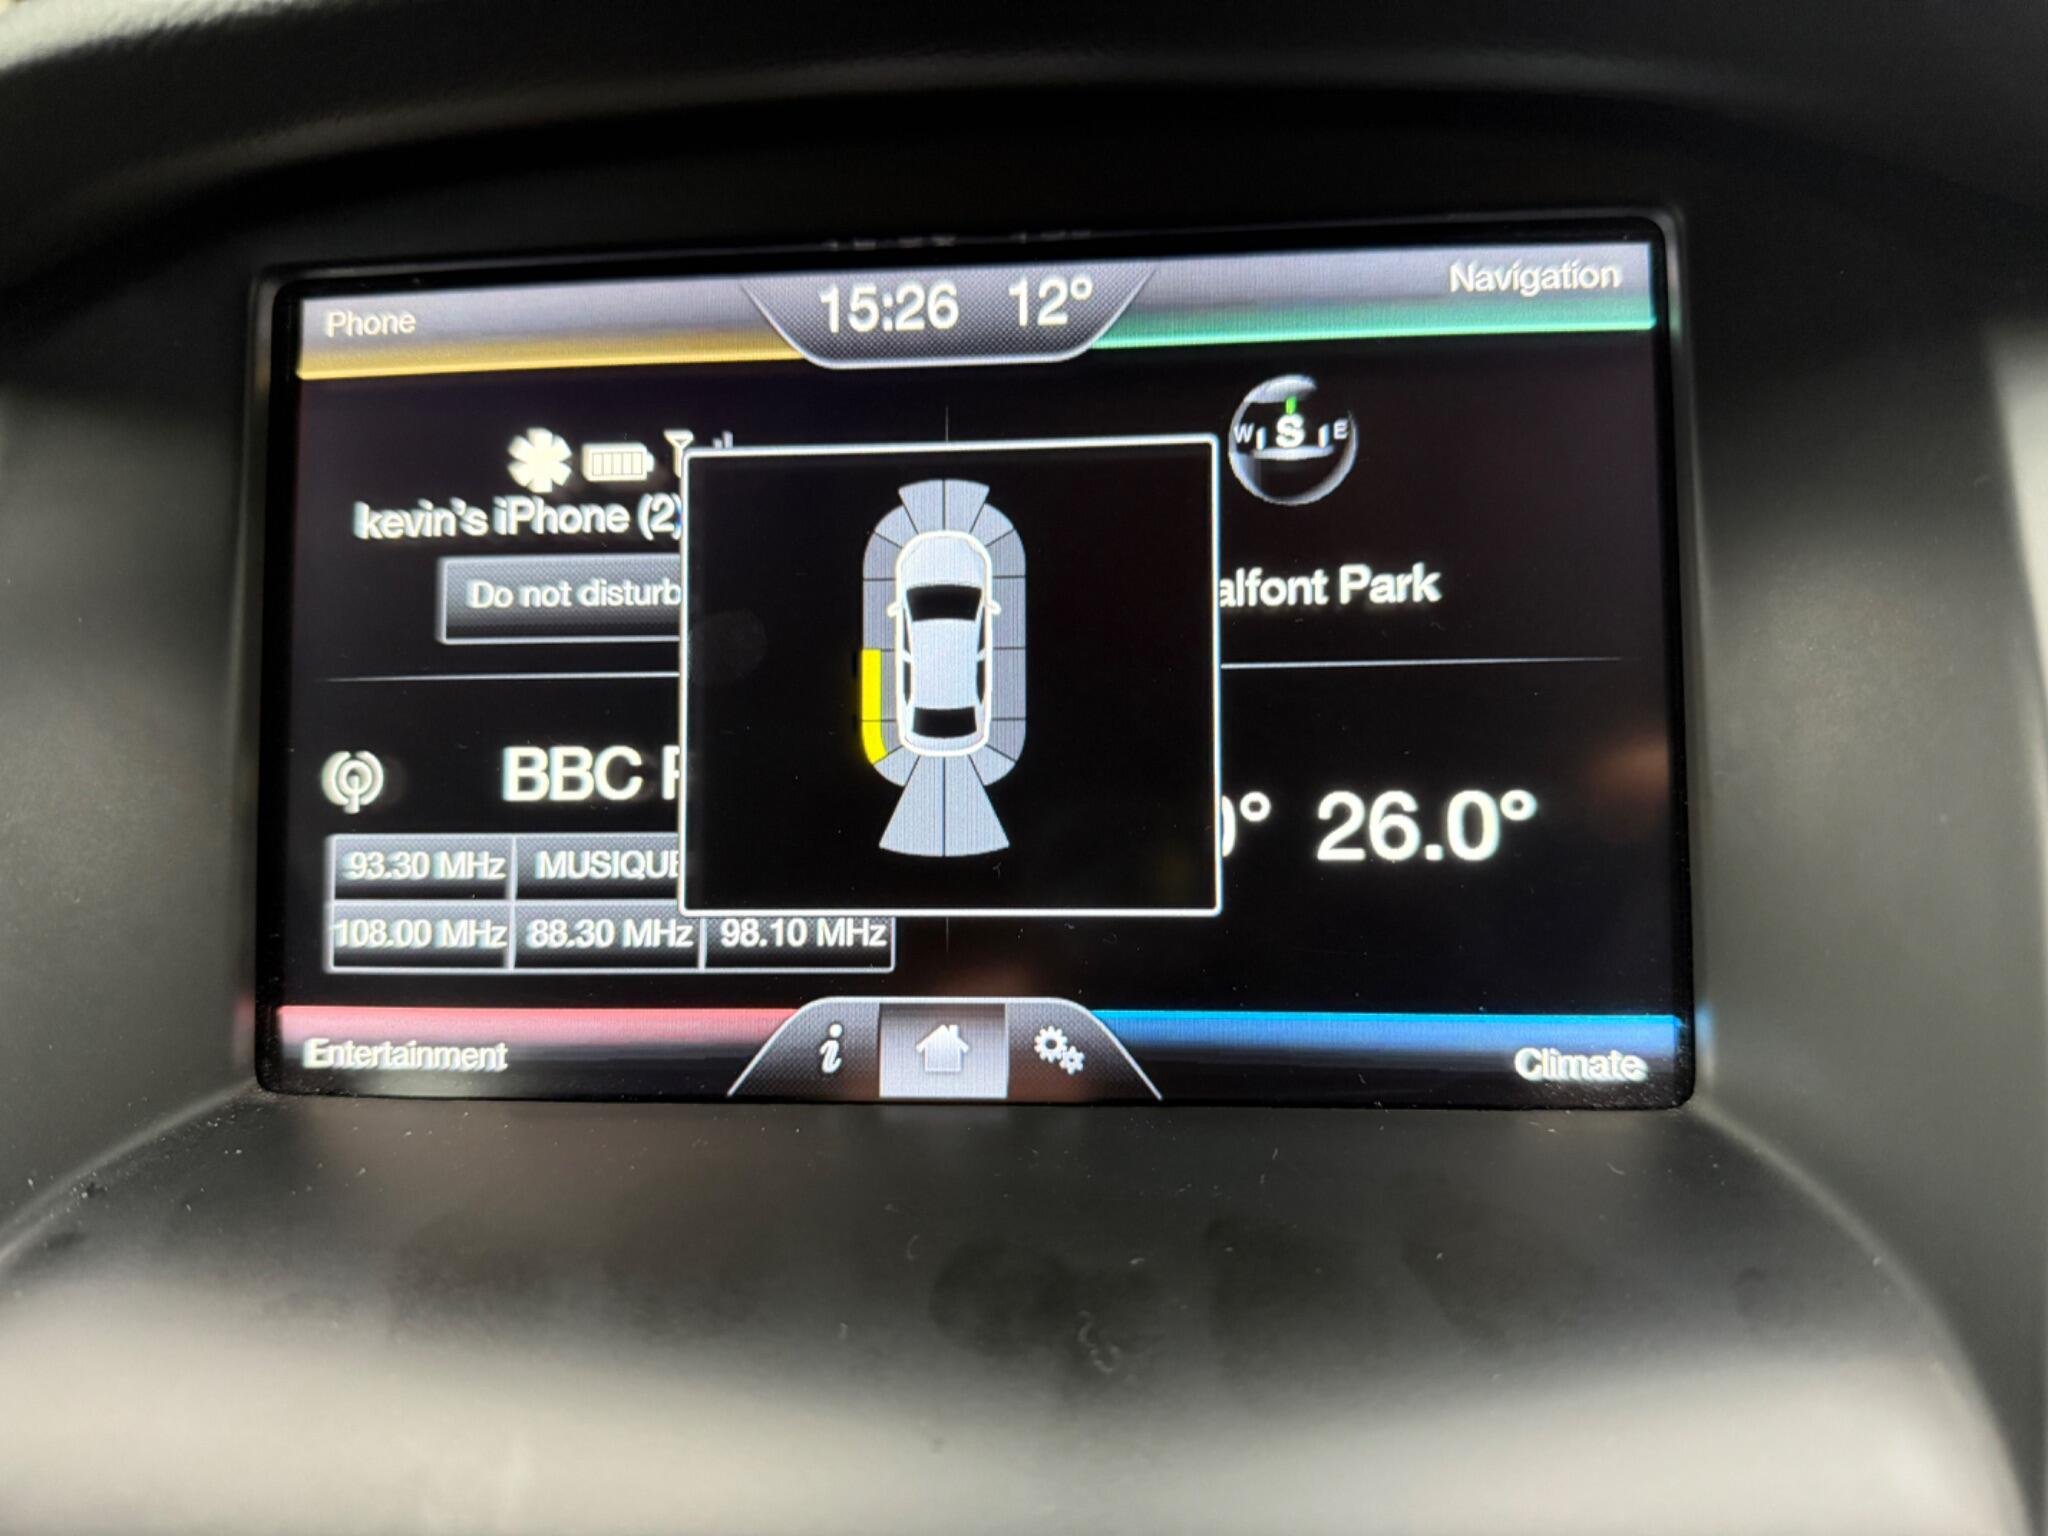 Phone
15:26 12°
Navigation
W S E
kevin's iPhone (2)
Do not disturb
alfont Park
BBC
26.0°
93.30 MHz MUSIQUE
108.00 MHz 88.30 MHz 98.10 MHz
Entertainment
i
Climate